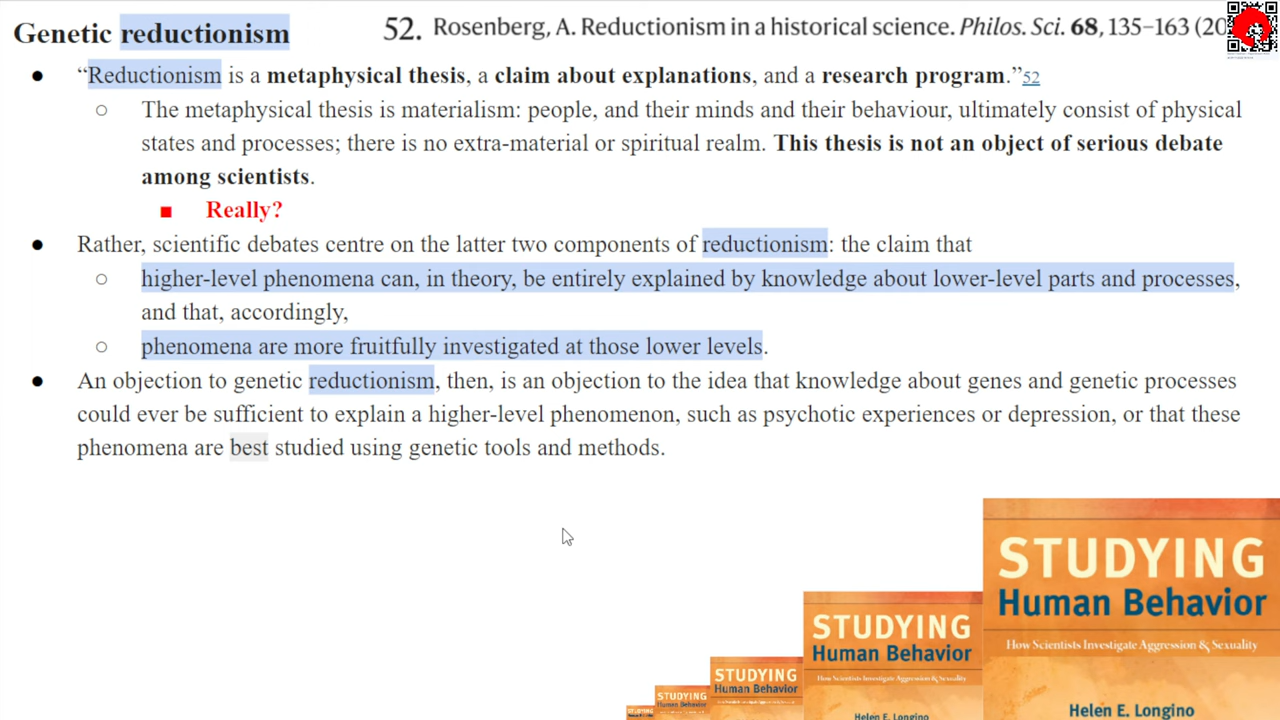 Genetic reductionism
52. Rosenberg, A. Reductionism in a historical science. Philos. Sci. 68, 135–163 (20
● “Reductionism is a metaphysical thesis, a claim about explanations, and a research program.”52
○ The metaphysical thesis is materialism: people, and their minds and their behaviour, ultimately consist of physical
states and processes; there is no extra-material or spiritual realm. This thesis is not an object of serious debate
among scientists.
■ Really?
● Rather, scientific debates centre on the latter two components of reductionism: the claim that
○ higher-level phenomena can, in theory, be entirely explained by knowledge about lower-level parts and processes,
and that, accordingly,
○ phenomena are more fruitfully investigated at those lower levels.
● An objection to genetic reductionism, then, is an objection to the idea that knowledge about genes and genetic processes
could ever be sufficient to explain a higher-level phenomenon, such as psychotic experiences or depression, or that these
phenomena are best studied using genetic tools and methods.
STUDYING
Human Behavior
How Scientists Investigate Aggression & Sexuality
Helen E. Longino
STUDYING
Human Behavior
How Scientists Investigate Aggression & Sexuality
Helen E. Longino
STUDYING
Human Behavior
STUDYING
Human Behavior
STUDYING